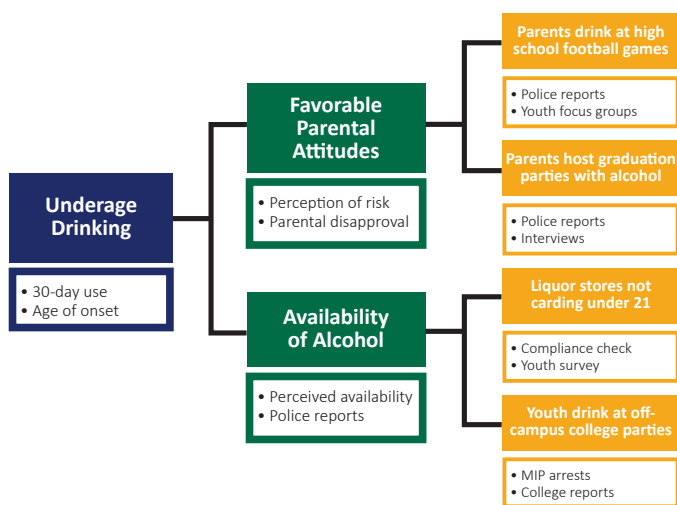 Underage
Drinking
• 30-day use
• Age of onset
Favorable
Parental
Attitudes
• Perception of risk
• Parental disapproval
Availability
of Alcohol
• Perceived availability
• Police reports
Parents drink at high
school football games
• Police reports
• Youth focus groups
Parents host graduation
parties with alcohol
• Police reports
• Interviews
Liquor stores not
carding under 21
• Compliance check
• Youth survey
Youth drink at off-
campus college parties
• MIP arrests
• College reports